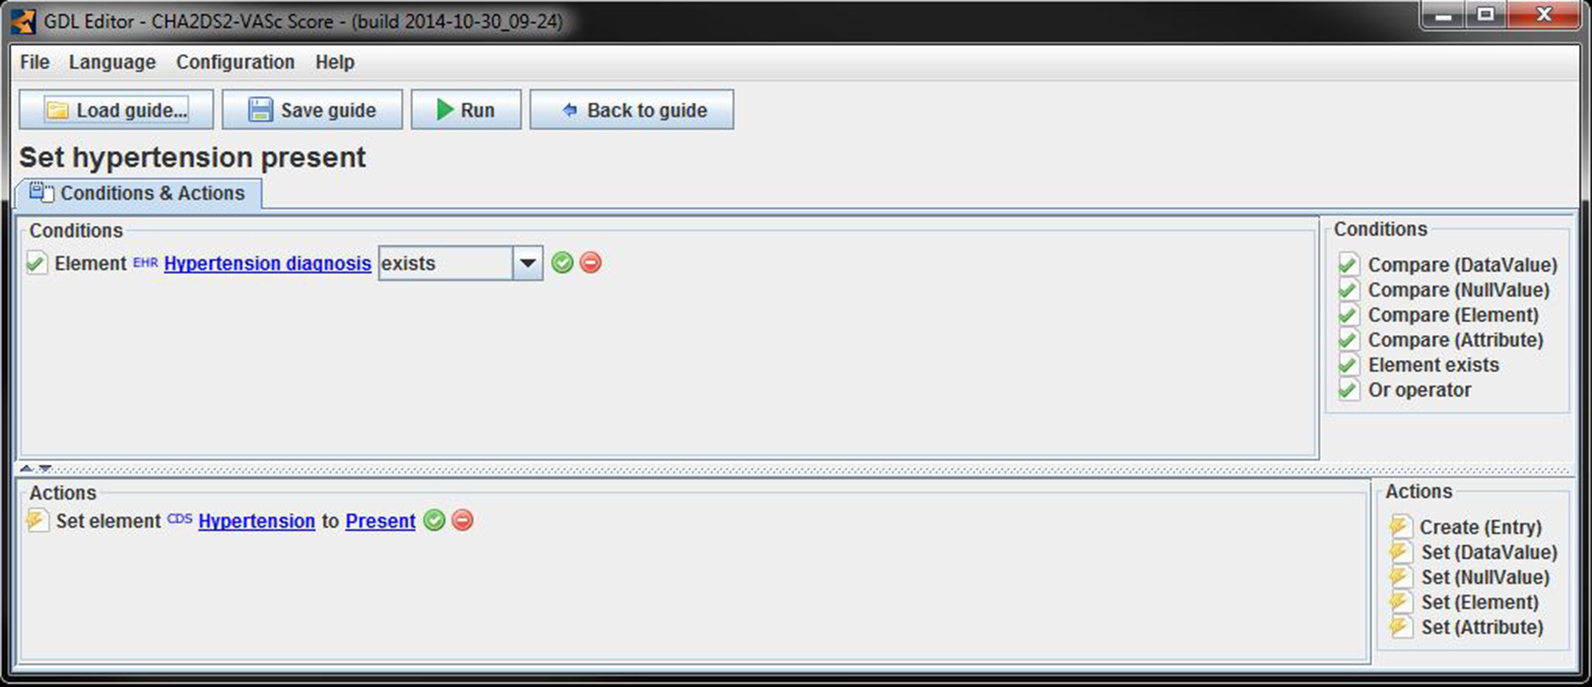 GDL Editor - CHA2DS2-VASc Score - (build 2014-10-30_09-24)
File Language Configuration Help
Load guide... Save guide Run Back to guide
Set hypertension present
Conditions & Actions
Conditions
Element EHR Hypertension diagnosis exists
Conditions
Compare (DataValue)
Compare (NullValue)
Compare (Element)
Compare (Attribute)
Element exists
Or operator
Actions
Set element CDS Hypertension to Present
Actions
Create (Entry)
Set (DataValue)
Set (NullValue)
Set (Element)
Set (Attribute)